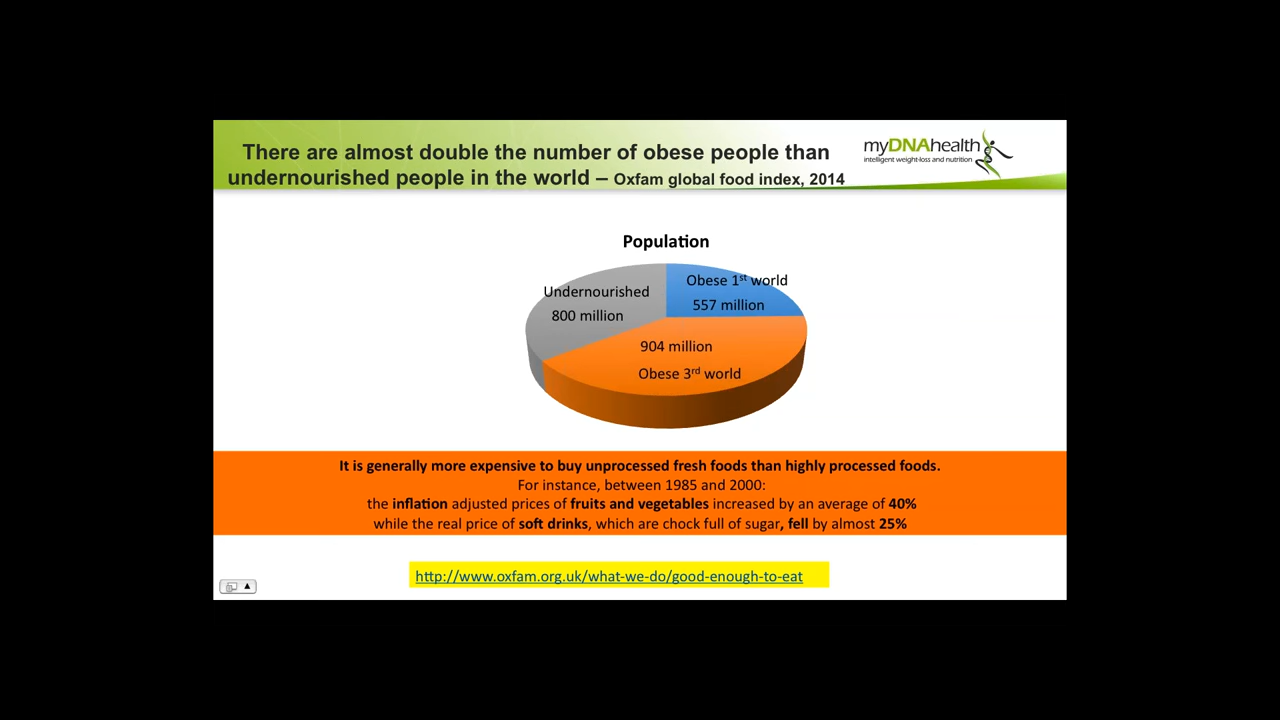 There are almost double the number of obese people than
undernourished people in the world – Oxfam global food index, 2014
myDNAhealth
intelligent weight-loss and nutrition
Population
Obese 1st world
557 million
Undernourished
800 million
904 million
Obese 3rd world
It is generally more expensive to buy unprocessed fresh foods than highly processed foods.
For instance, between 1985 and 2000:
the inflation adjusted prices of fruits and vegetables increased by an average of 40%
while the real price of soft drinks, which are chock full of sugar, fell by almost 25%
http://www.oxfam.org.uk/what-we-do/good-enough-to-eat